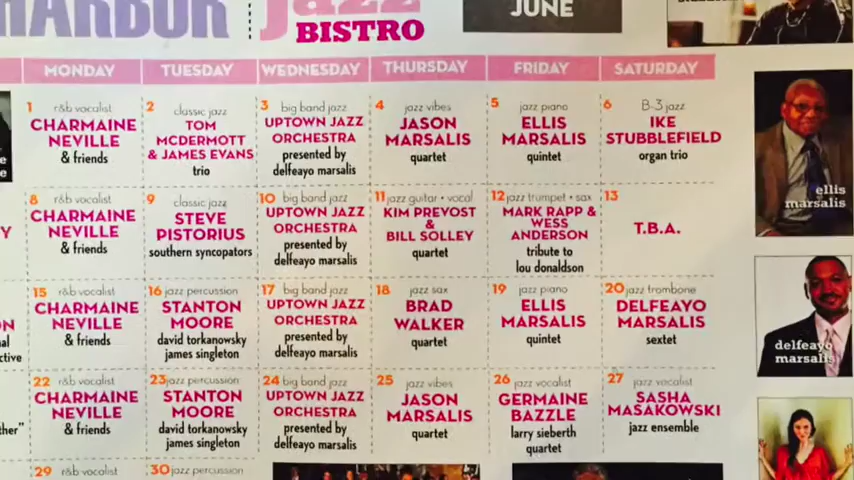 HARBOR
jazz
BISTRO
JUNE
MONDAY TUESDAY WEDNESDAY THURSDAY FRIDAY SATURDAY
1 r&b vocalist
CHARMAINE
NEVILLE
& friends
2 classic jazz
TOM
MCDERMOTT
& JAMES EVANS
trio
3 big band jazz
UPTOWN JAZZ
ORCHESTRA
presented by
delfeayo marsalis
4 jazz vibes
JASON
MARSALIS
quartet
5 jazz piano
ELLIS
MARSALIS
quintet
6 B-3 jazz
IKE
STUBBLEFIELD
organ trio
8 r&b vocalist
CHARMAINE
NEVILLE
& friends
9 classic jazz
STEVE
PISTORIUS
southern syncopators
10 big band jazz
UPTOWN JAZZ
ORCHESTRA
presented by
delfeayo marsalis
11 jazz guitar • vocal
KIM PREVOST
&
BILL SOLLEY
quartet
12 jazz trumpet • sax
MARK RAPP &
WESS
ANDERSON
tribute to
lou donaldson
13
T.B.A.
15 r&b vocalist
CHARMAINE
NEVILLE
& friends
16 jazz percussion
STANTON
MOORE
david torkanowsky
james singleton
17 big band jazz
UPTOWN JAZZ
ORCHESTRA
presented by
delfeayo marsalis
18 jazz sax
BRAD
WALKER
quartet
19 jazz piano
ELLIS
MARSALIS
quintet
20 jazz trombone
DELFEAYO
MARSALIS
sextet
22 r&b vocalist
CHARMAINE
NEVILLE
& friends
23 jazz percussion
STANTON
MOORE
david torkanowsky
james singleton
24 big band jazz
UPTOWN JAZZ
ORCHESTRA
presented by
delfeayo marsalis
25 jazz vibes
JASON
MARSALIS
quartet
26 jazz vocalist
GERMAINE
BAZZLE
larry sieberth
quartet
27 jazz vocalist
SASHA
MASAKOWSKI
jazz ensemble
29 r&b vocalist
30 jazz percussion
ellis
marsalis
delfeayo
marsalis